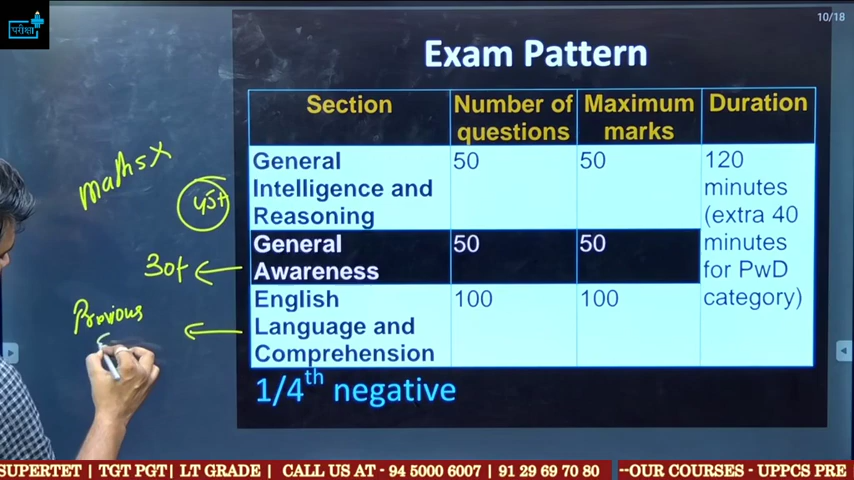 परीक्षा
10/18
Exam Pattern
Section
Number of questions
Maximum marks
Duration
General Intelligence and Reasoning
50
50
120 minutes (extra 40 minutes for PwD category)
General Awareness
50
50
English Language and Comprehension
100
100
1/4th negative
maths X
45+
30+
Previous
SUPERTET | TGT PGT| LT GRADE | CALL US AT - 94 5000 6007 | 91 29 69 70 80
--OUR COURSES - UPPCS PRE